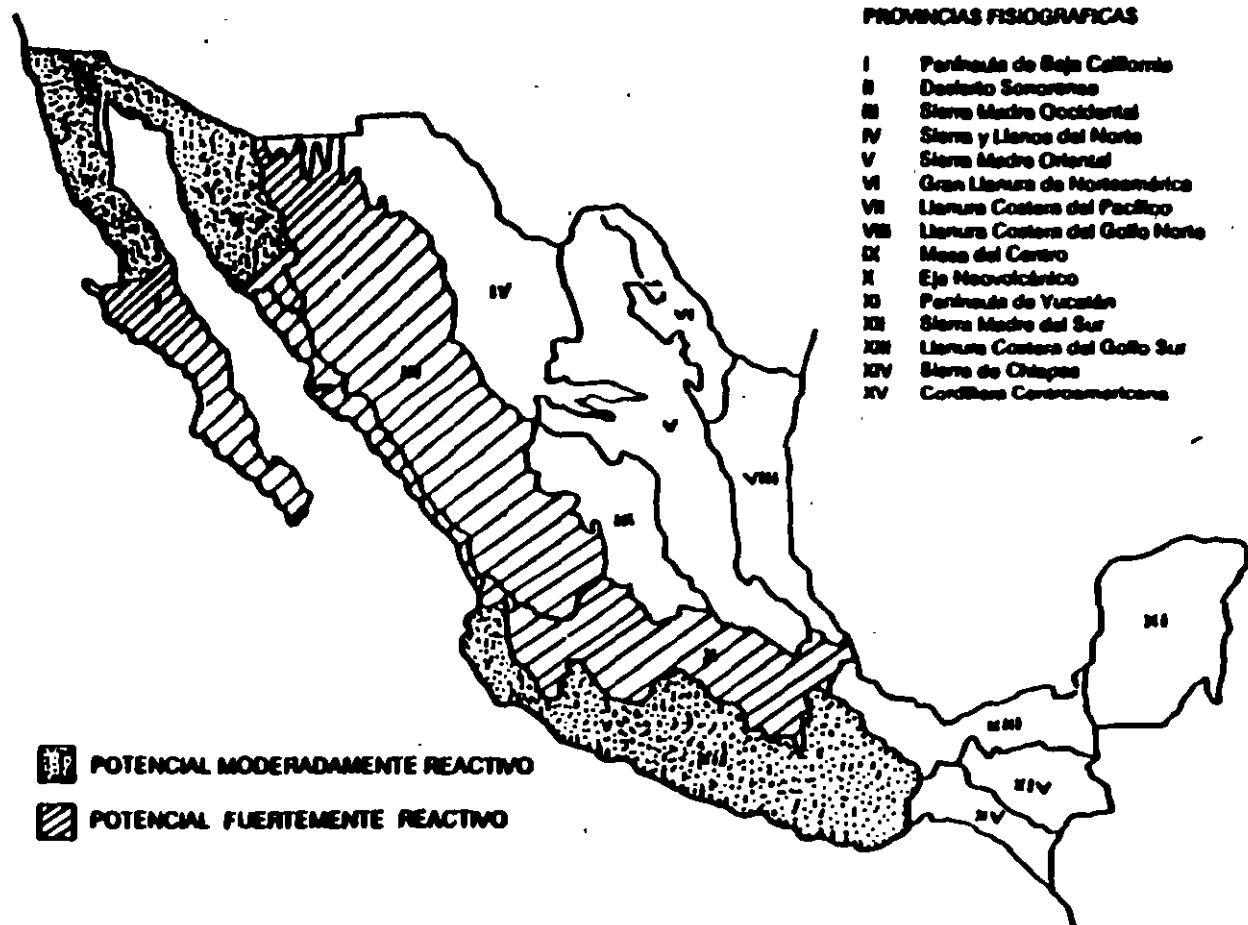 PROVINCIAS FISIOGRAFICAS
I Península de Baja California
II Desierto Sonorense
III Sierra Madre Occidental
IV Sierra y Llanos del Norte
V Sierra Madre Oriental
VI Gran Llanura de Norteamérica
VII Llanura Costera del Pacífico
VIII Llanura Costera del Golfo Norte
IX Mesa del Centro
X Eje Neovolcánico
XI Península de Yucatán
XII Sierra Madre del Sur
XIII Llanura Costera del Golfo Sur
XIV Sierra de Chiapas
XV Cordillera Centroamericana
IV
VI
III
V
VIII
IX
XI
X
XII
XIII
XIV
XV
POTENCIAL MODERADAMENTE REACTIVO
POTENCIAL FUERTEMENTE REACTIVO